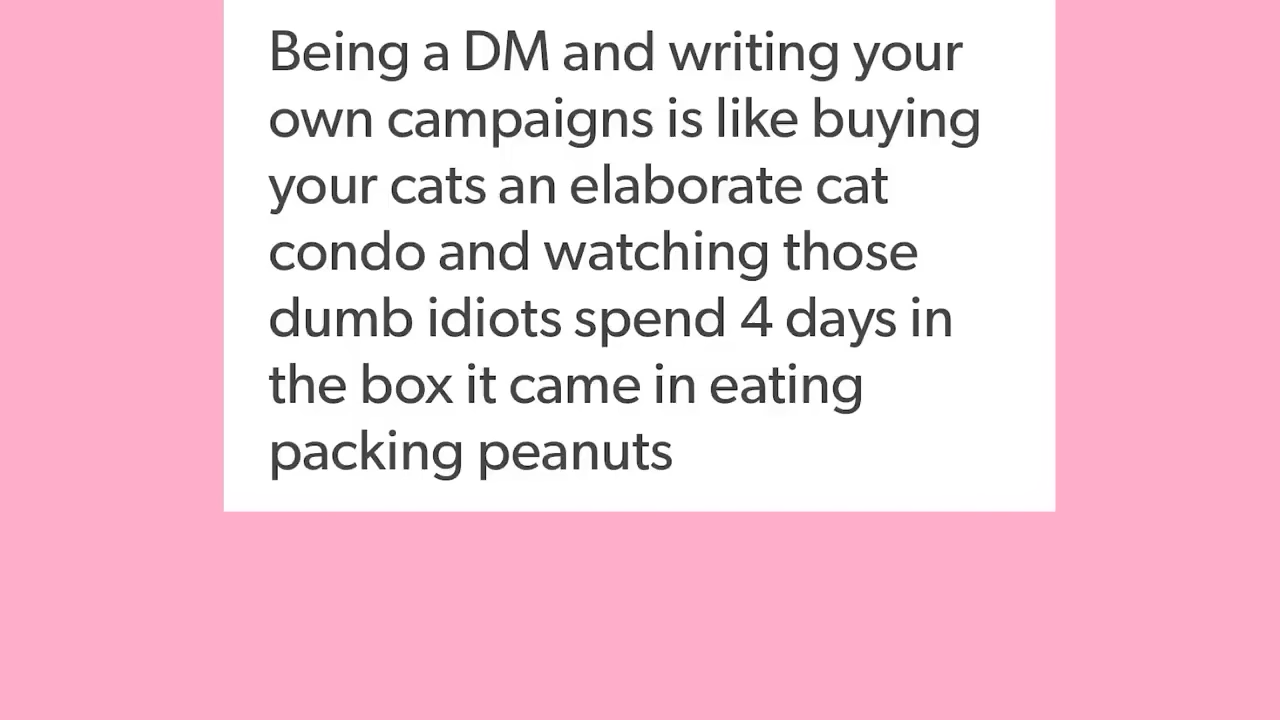 Being a DM and writing your
own campaigns is like buying
your cats an elaborate cat
condo and watching those
dumb idiots spend 4 days in
the box it came in eating
packing peanuts